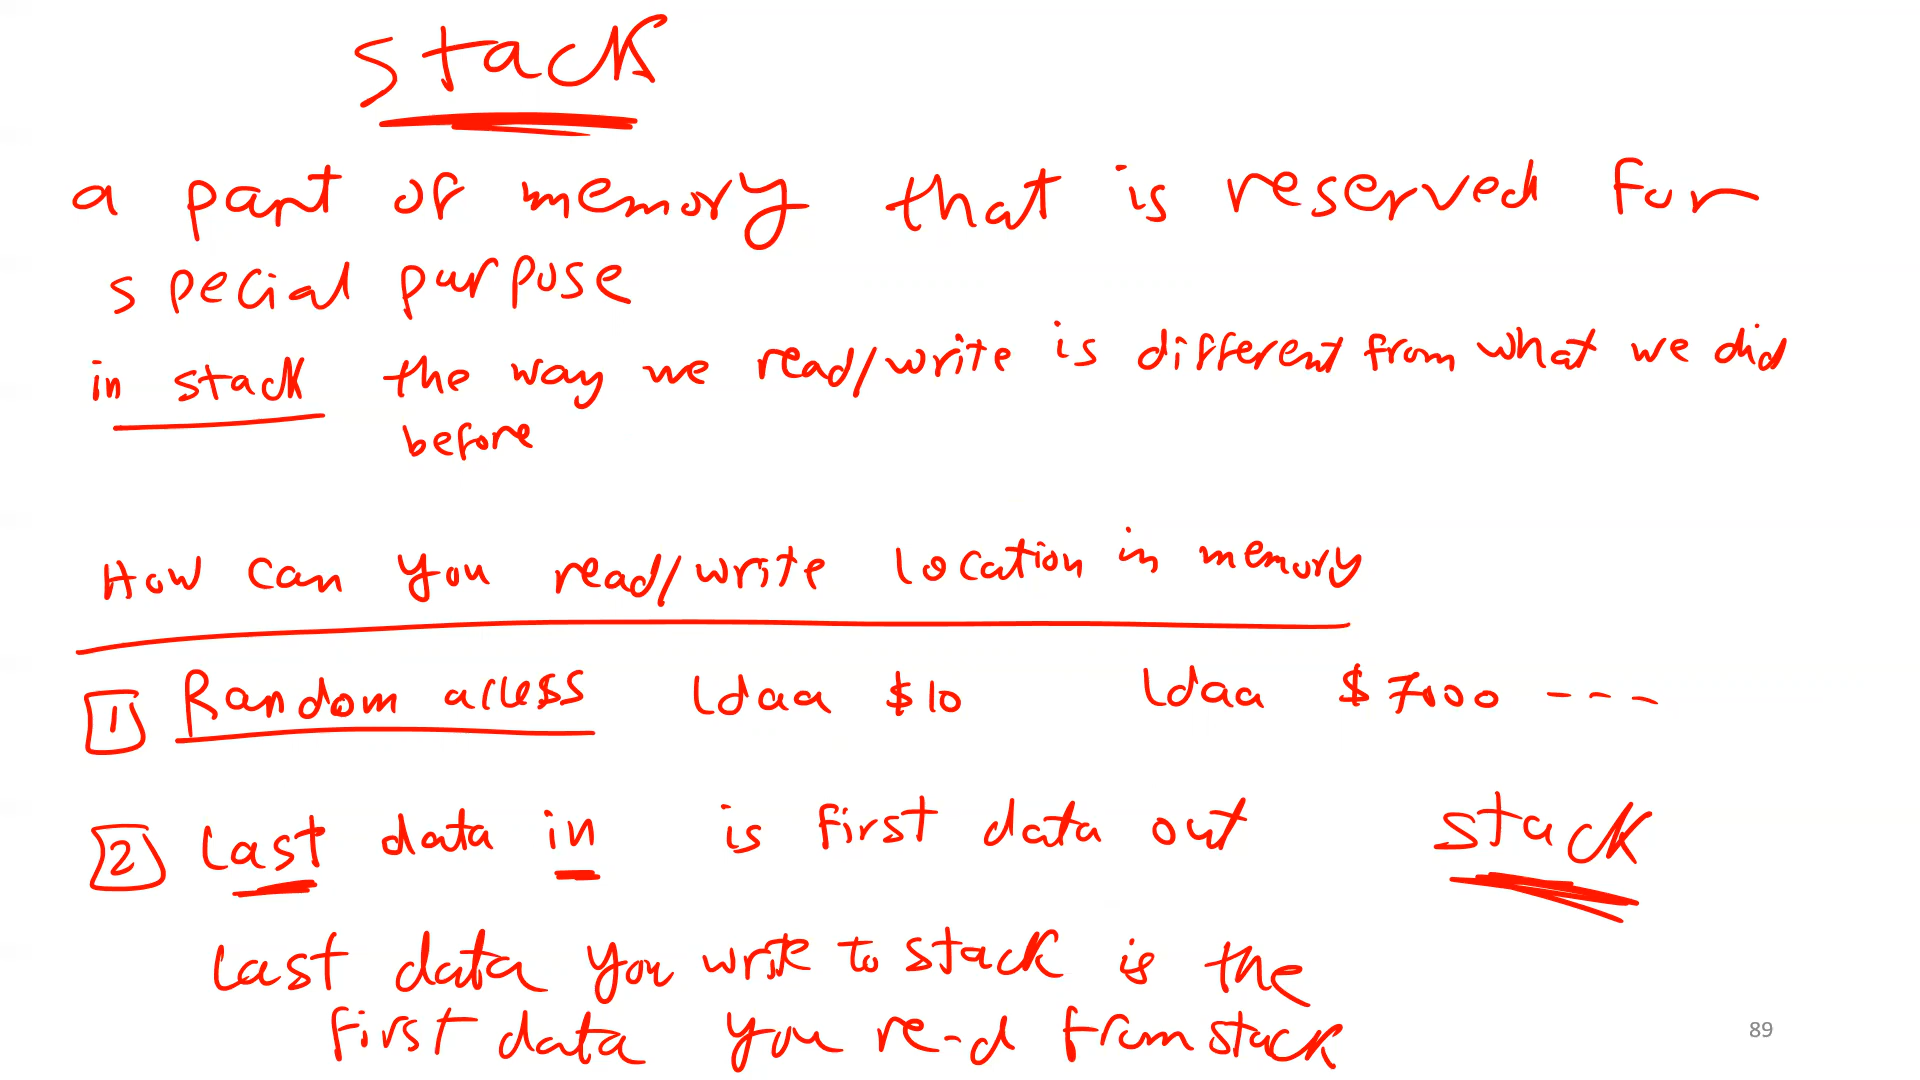 stack
a part of memory that is reserved for
special purpose
in stack the way we read/write is different from what we did
before
How can you read/write location in memory
1 Random access ldaa $10 ldaa $7000 ----
2 Last data in is first data out stack
Last data you write to stack is the
first data you read from stack
89